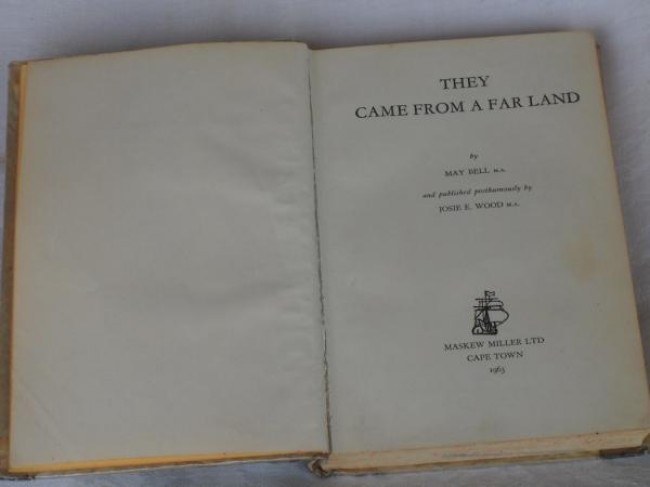 THEY
CAME FROM A FAR LAND
by
MAY BELL M.A.
and published posthumously by
JOSIE E. WOOD M.A.
MASKEW MILLER LTD
CAPE TOWN
1963